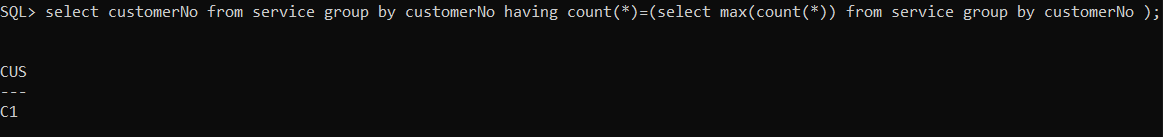 SQL> select customerNo from service group by customerNo having count(*)=(select max(count(*)) from service group by customerNo );
CUS
---
C1